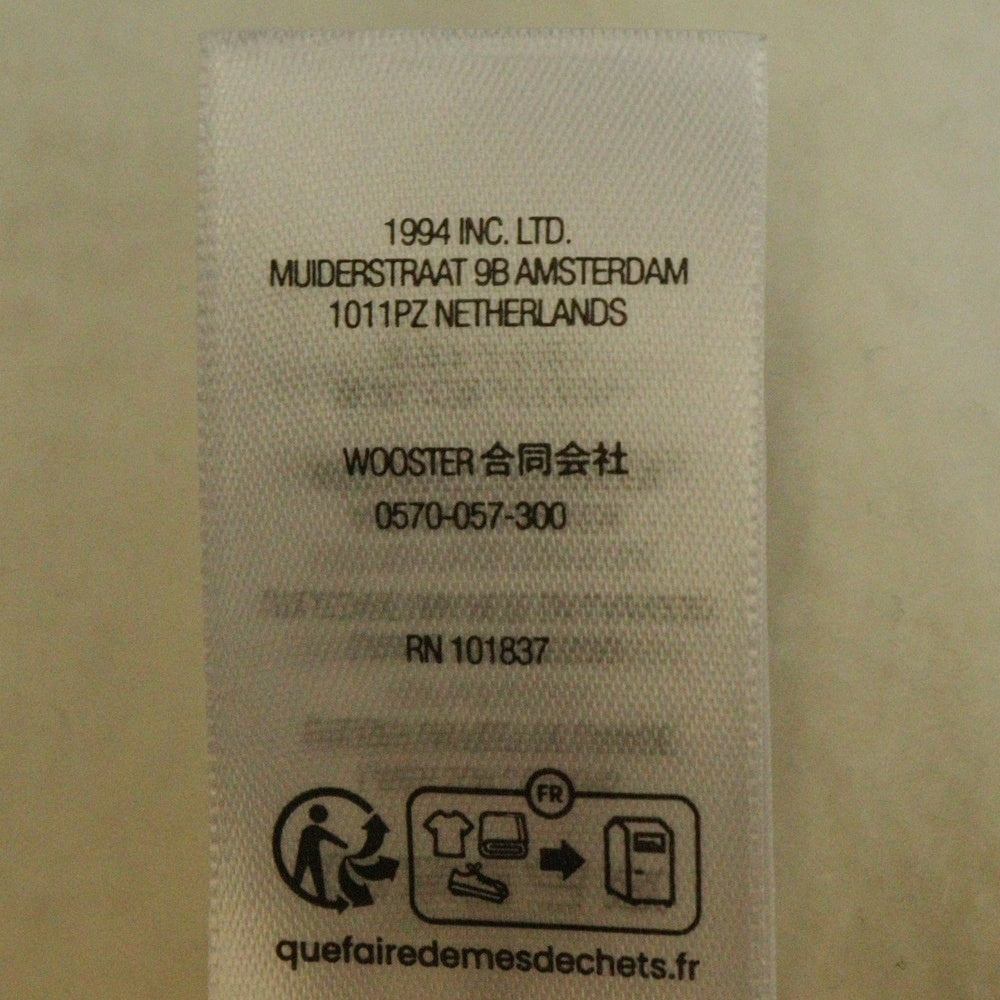 1994 INC. LTD.
MUIDERSTRAAT 9B AMSTERDAM
1011PZ NETHERLANDS
WOOSTER 合同会社
0570-057-300
RN 101837
FR
quefairedemesdechets.fr